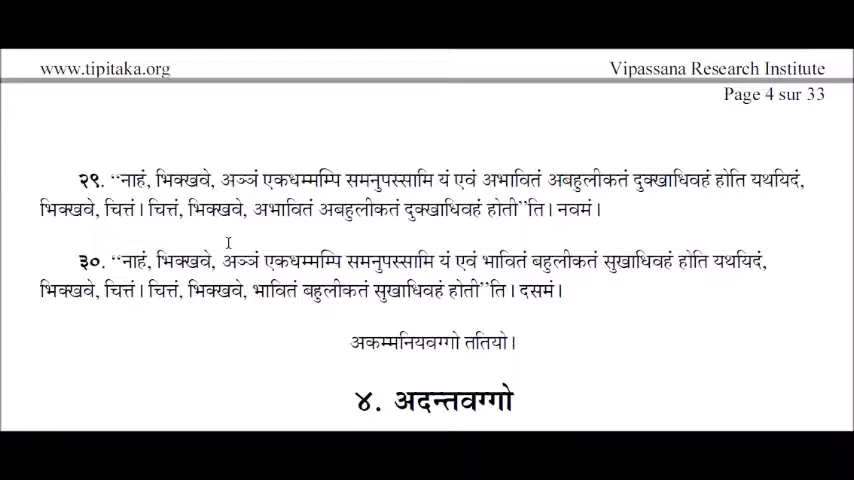 www.tipitaka.org Vipassana Research Institute
Page 4 sur 33
२९. ‘‘नाहं, भिक्खवे, अञ्ञं एकधम्मम्पि समनुपस्सामि यं एवं अभावितं अबहुलीकतं दुक्खाधिवहं होति यथयिदं,
भिक्खवे, चित्तं। चित्तं, भिक्खवे, अभावितं अबहुलीकतं दुक्खाधिवहं होती’’ति। नवमं।
३०. ‘‘नाहं, भिक्खवे, अञ्ञं एकधम्मम्पि समनुपस्सामि यं एवं भावितं बहुलीकतं सुखाधिवहं होति यथयिदं,
भिक्खवे, चित्तं। चित्तं, भिक्खवे, भावितं बहुलीकतं सुखाधिवहं होती’’ति। दसमं।
अकम्मनियवग्गो ततियो।
४. अदन्तवग्गो